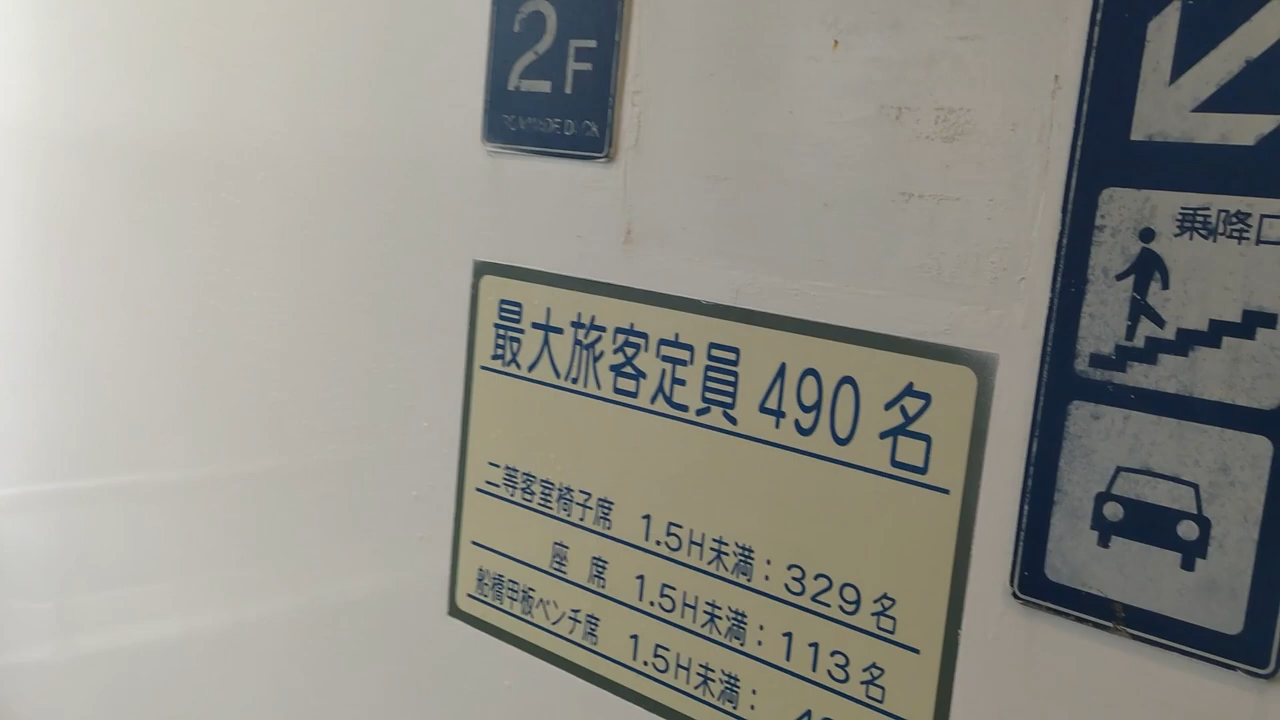 2F
最大旅客定員 490 名
二等客室椅子席 1.5H未満：329名
座 席 1.5H未満：113名
船橋甲板ベンチ席 1.5H未満：
乗降口